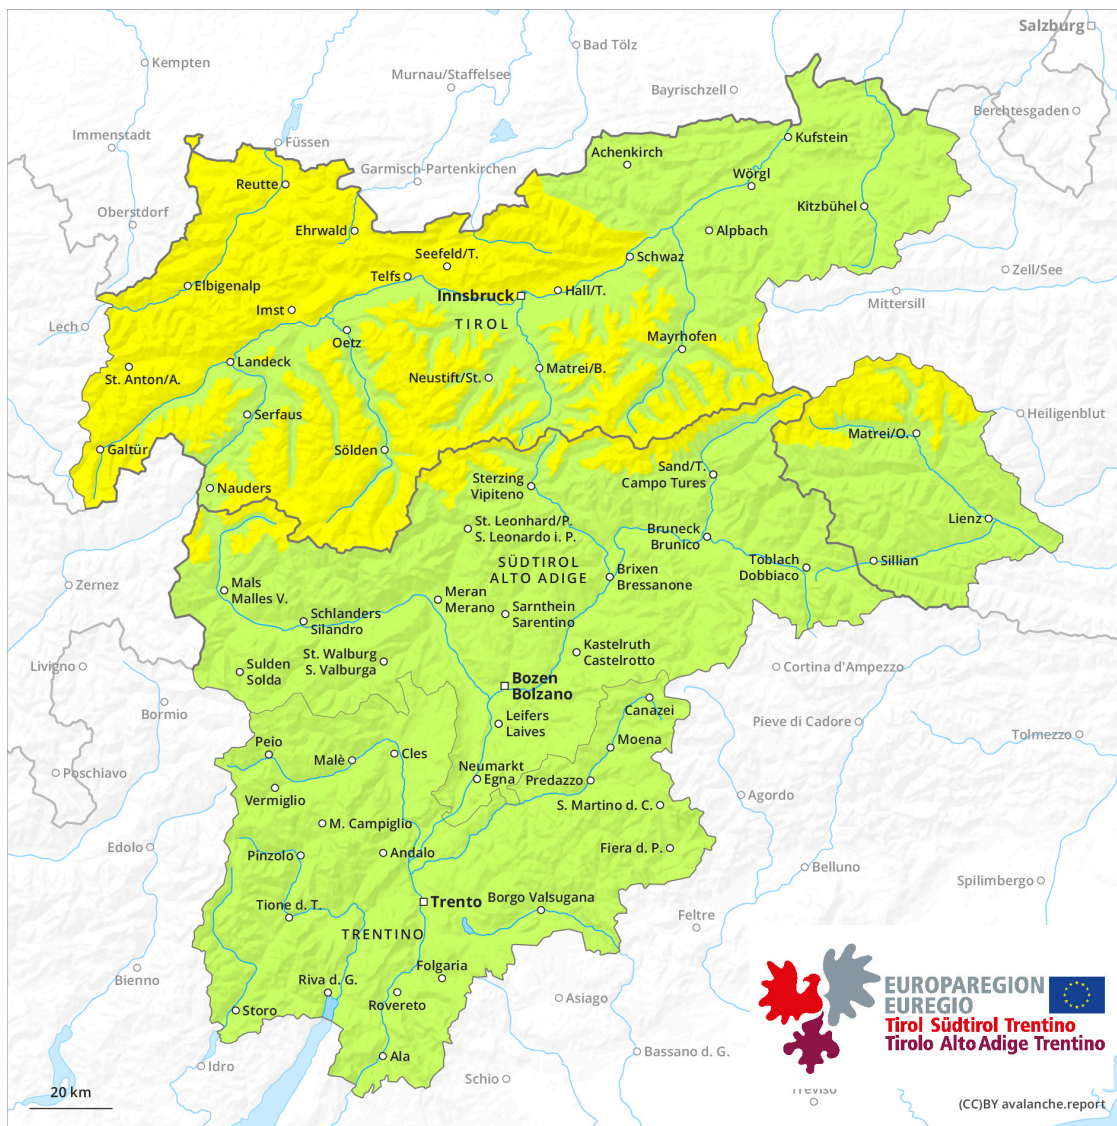 Salzburg
Bad Tölz
Kempten
Murnau/Staffelsee
Bayrischzell
Berchtesgaden
Immenstadt
Füssen
Kufstein
Achenkirch
Garmisch-Partenkirchen
Wörgl
Reutte
Oberstdorf
Kitzbühel
Ehrwald
Alpbach
Seefeld/T.
Schwaz
Telfs
Zell/See
Elbigenalp
Hall/T.
Innsbruck
Mittersill
Imst
TIROL
Lech
Oetz
Mayrhofen
Landeck
Matrei/B.
St. Anton/A.
Neustift/St.
Serfaus
Heiligenblut
Matrei/O.
Galtür
Sölden
Sand/T.
Campo Tures
Sterzing
Vipiteno
Nauders
Lienz
St. Leonhard/P.
S. Leonardo i. P.
Bruneck
Brunico
SÜDTIROL
ALTO ADIGE
Toblach
Dobbiaco
Sillian
Brixen
Bressanone
Zernez
Mals
Malles V.
Meran
Merano
Schlanders
Silandro
Sarnthein
Sarentino
Kastelruth
Castelrotto
St. Walburg
S. Valburga
Livigno
Sulden
Solda
Cortina d'Ampezzo
Bozen
Bolzano
Bormio
Canazei
Leifers
Laives
Pieve di Cadore
Tolmezzo
Peio
Moena
Cles
Malè
Poschiavo
Neumarkt
Egna
Predazzo
Vermiglio
Agordo
S. Martino d. C.
M. Campiglio
Edolo
Pinzolo
Andalo
Fiera d. P.
Belluno
Spilimbergo
Trento
Borgo Valsugana
Tione d. T.
Feltre
TRENTINO
Folgaria
Bienno
Riva d. G.
EUROPAREGION
EUREGIO
Tirol Südtirol Trentino
Tirolo Alto Adige Trentino
Asiago
Rovereto
Storo
Bassano d. G.
Ala
Idro
Schio
Treviso
20 km
(CC)BY avalanche.report